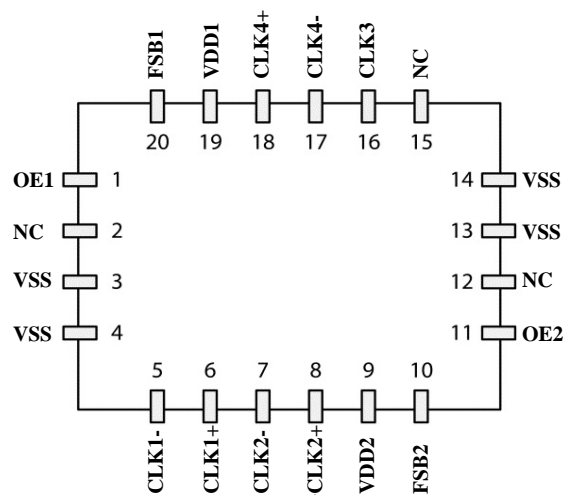 FSB1 VDD1 CLK4+ CLK4- CLK3 NC
20 19 18 17 16 15
OE1 1 14 VSS
NC 2 13 VSS
VSS 3 12 NC
VSS 4 11 OE2
5 6 7 8 9 10
CLK1- CLK1+ CLK2- CLK2+ VDD2 FSB2